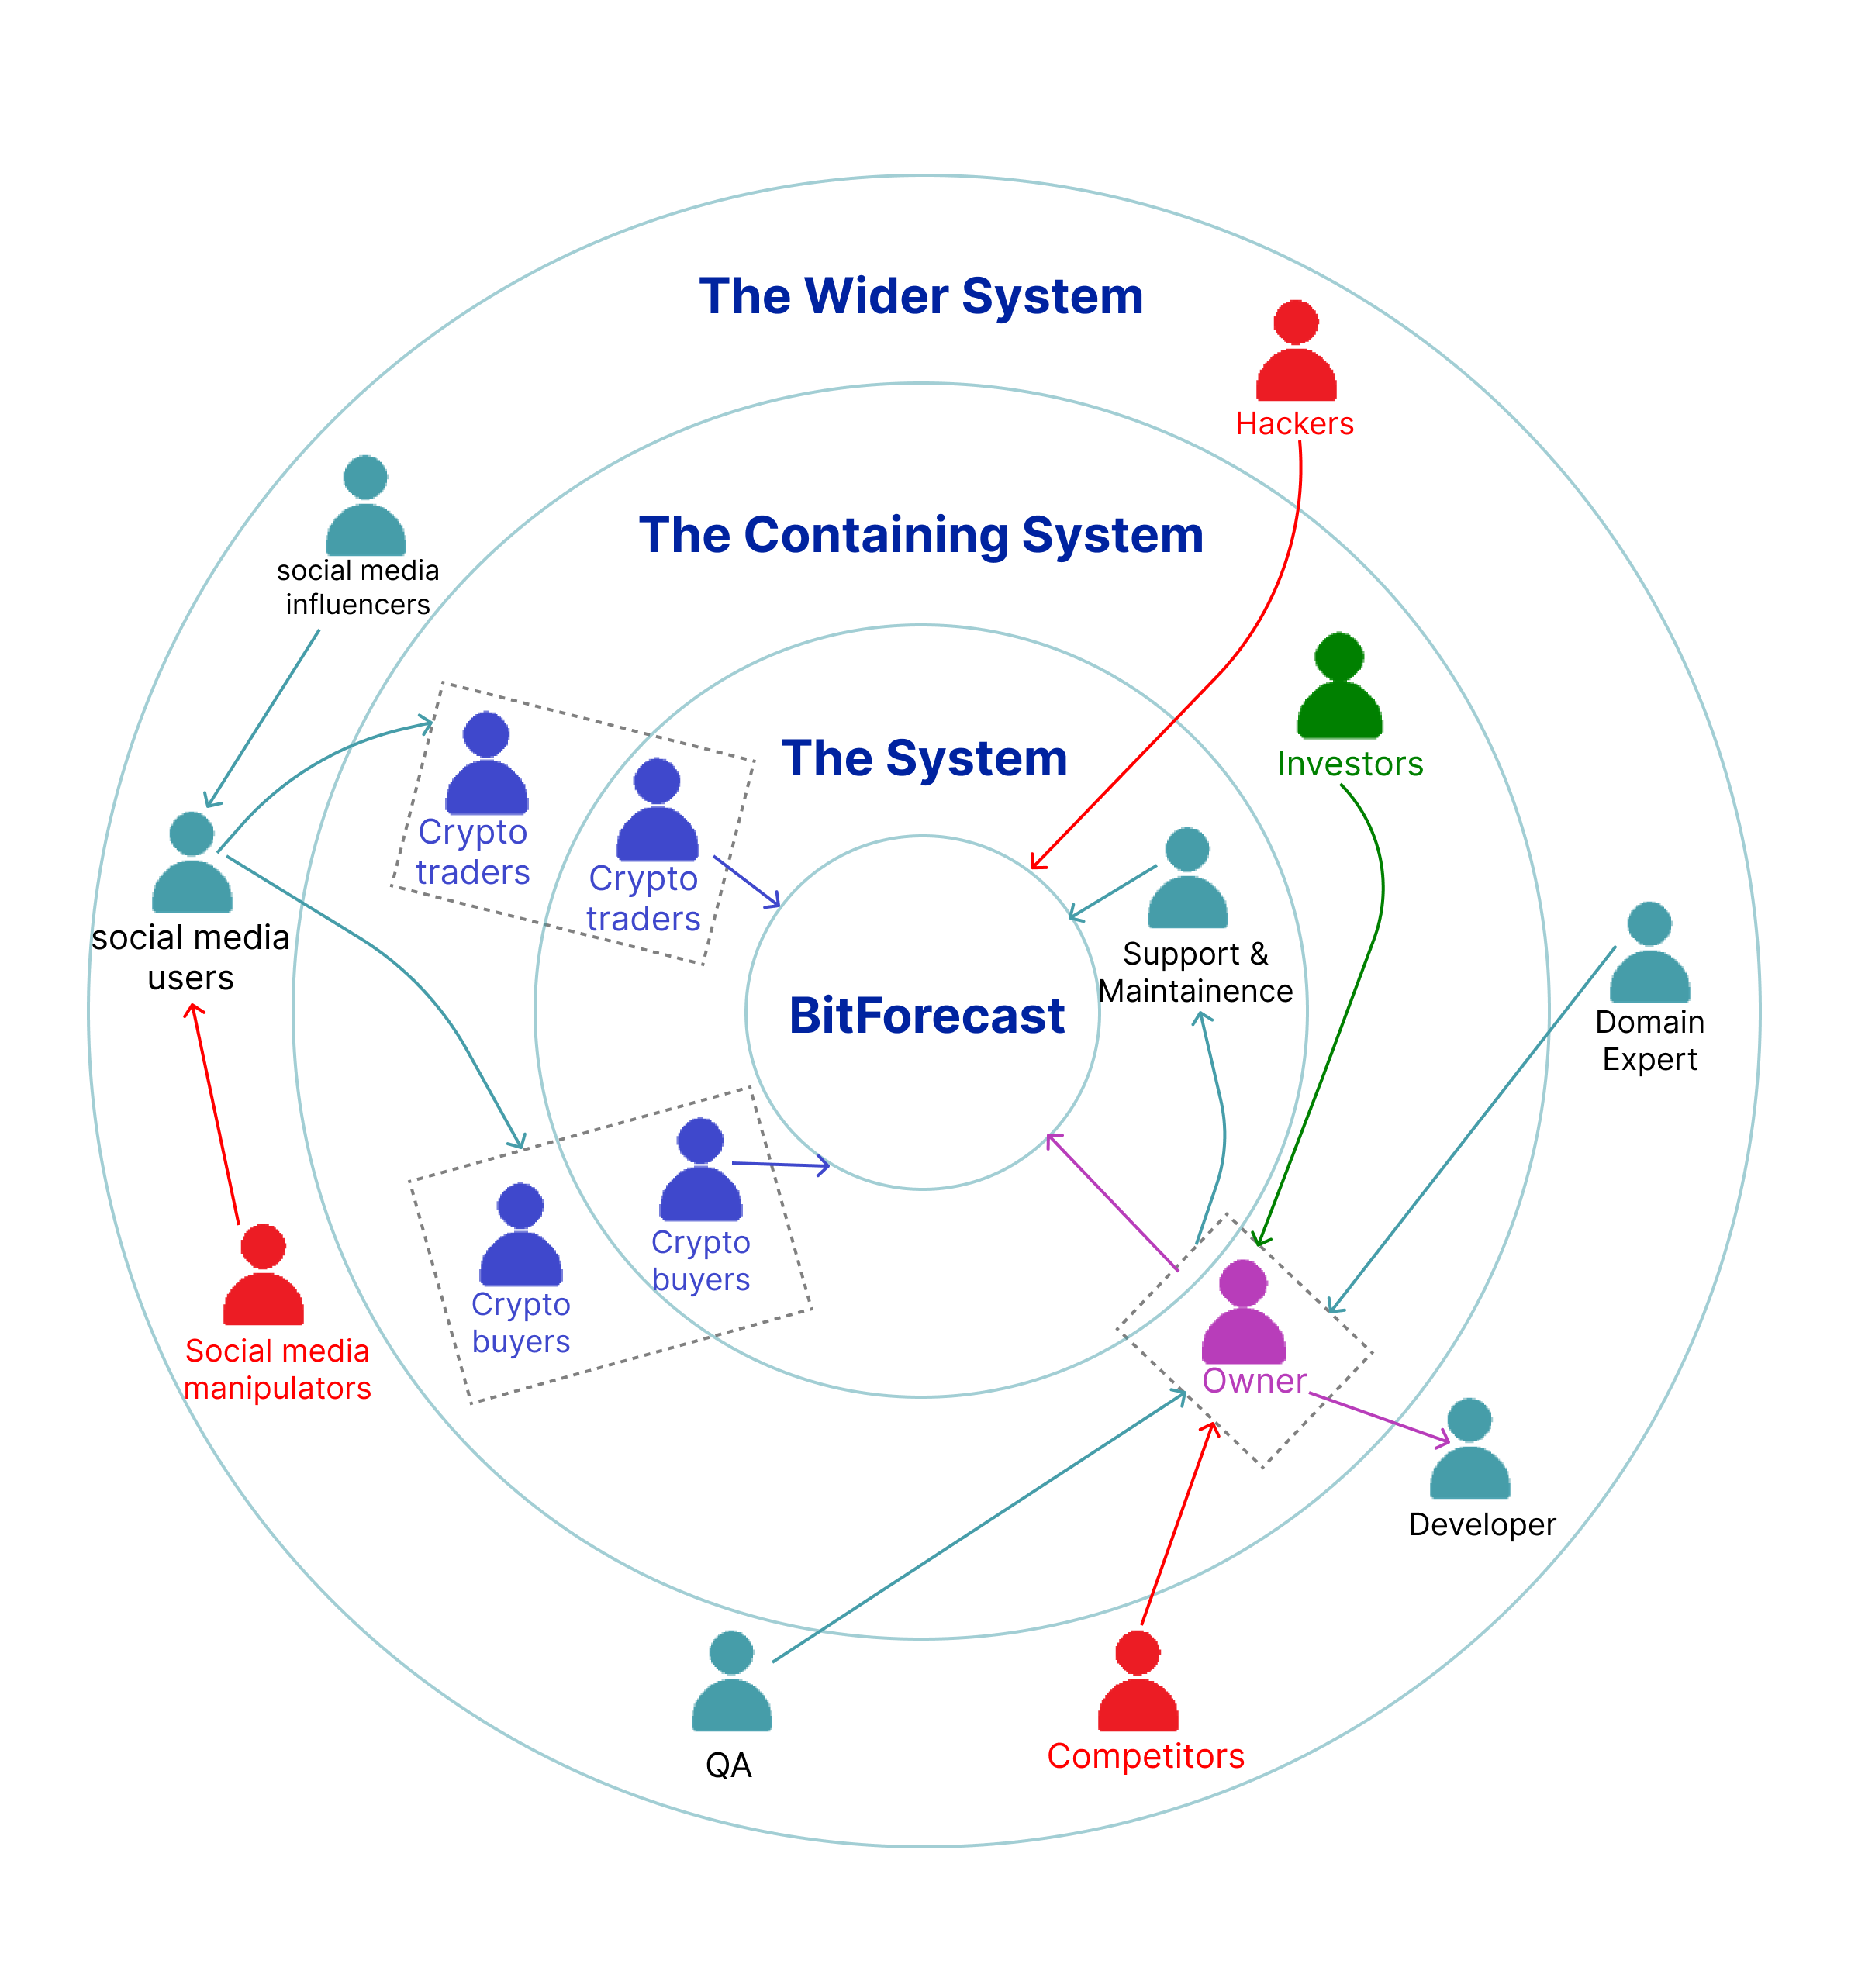 The Wider System
Hackers
social media
influencers
The Containing System
Investors
The System
Crypto
traders
Crypto
traders
social media
users
Support &
Maintainence
BitForecast
Domain
Expert
Crypto
buyers
Crypto
buyers
Social media
manipulators
Owner
Developer
QA
Competitors